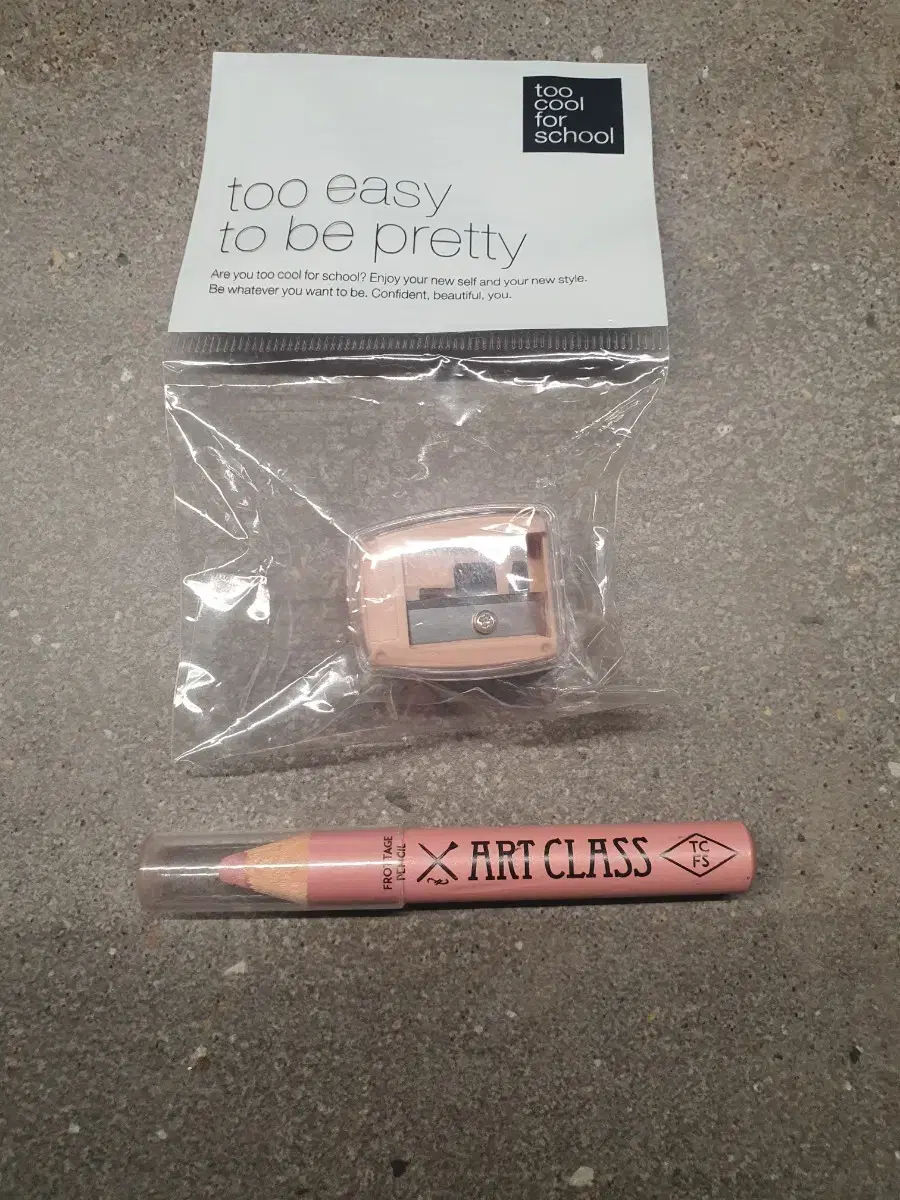 too
cool
for
school
too easy
to be pretty
Are you too cool for school? Enjoy your new self and your new style.
Be whatever you want to be. Confident, beautiful, you.
FROTTAGE
PENCIL
ART CLASS
TC
FS